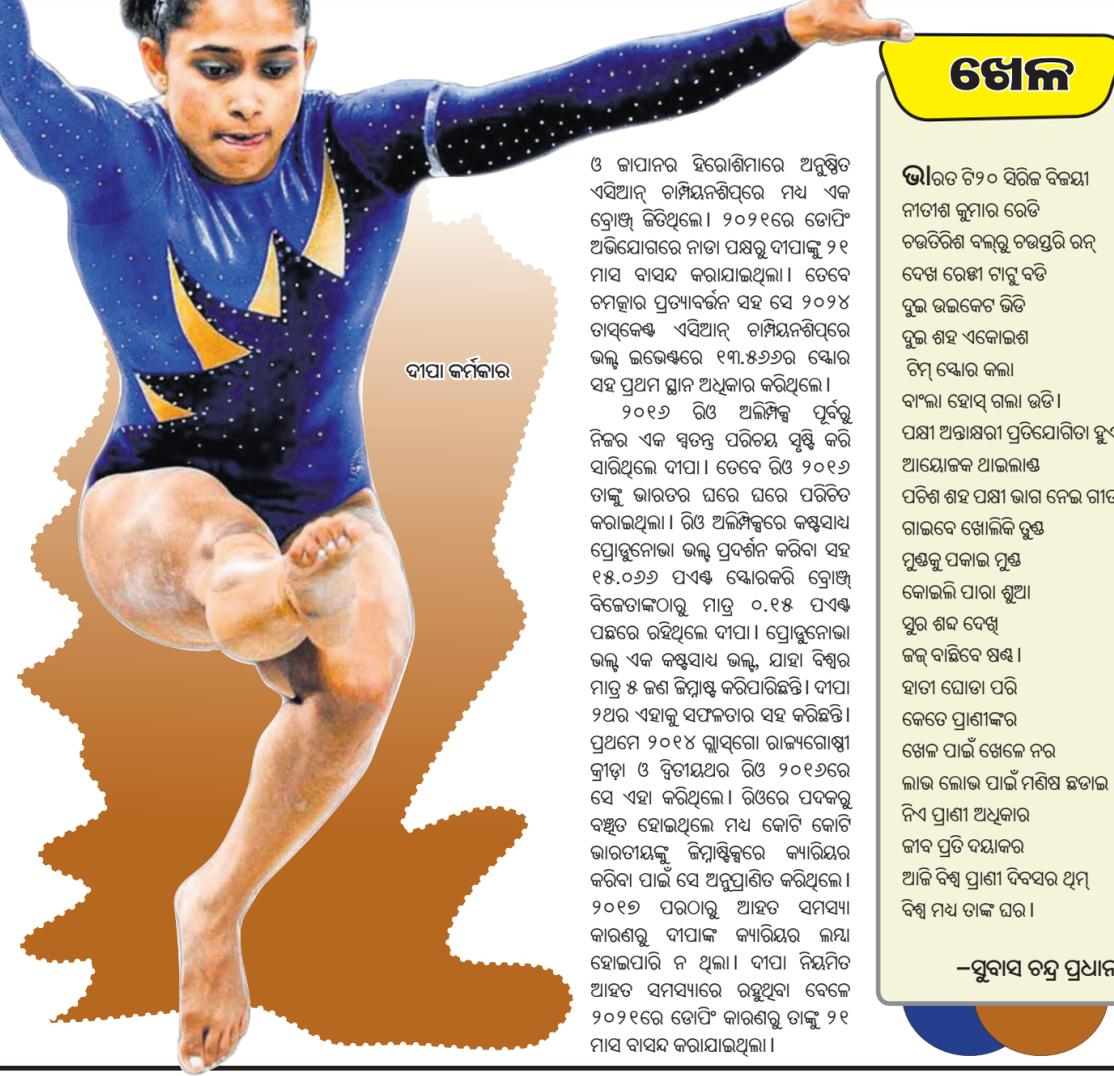 ଦୀପା କର୍ମକାର
ଓ ଜାପାନର ହିରୋଶିମାରେ ଅନୁଷ୍ଠିତ
ଏସିଆନ୍ ଚାମ୍ପିୟନଶିପ୍‌ରେ ମଧ୍ୟ ଏକ
ବ୍ରୋଞ୍ଜ୍ ଜିତିଥିଲେ। ୨୦୨୧ରେ ଡୋପିଂ
ଅଭିଯୋଗରେ ନାଡା ପକ୍ଷରୁ ଦୀପାଙ୍କୁ ୨୧
ମାସ ବାସନ୍ଦ କରାଯାଇଥିଲା। ତେବେ
ଚମତ୍କାର ପ୍ରତ୍ୟାବର୍ତ୍ତନ ସହ ସେ ୨୦୨୪
ତାସ୍‌କେଣ୍ଟ ଏସିଆନ୍ ଚାମ୍ପିୟନଶିପ୍‌ରେ
ଭଲ୍ଟ ଇଭେଣ୍ଟରେ ୧୩.୫୬୬ର ସ୍କୋର
ସହ ପ୍ରଥମ ସ୍ଥାନ ଅଧିକାର କରିଥିଲେ।
୨୦୧୬ ରିଓ ଅଲିମ୍ପିକ୍ସ ପୂର୍ବରୁ
ନିଜର ଏକ ସ୍ୱତନ୍ତ୍ର ପରିଚୟ ସୃଷ୍ଟି କରି
ସାରିଥିଲେ ଦୀପା। ତେବେ ରିଓ ୨୦୧୬
ତାଙ୍କୁ ଭାରତର ଘରେ ଘରେ ପରିଚିତ
କରାଇଥିଲା। ରିଓ ଅଲିମ୍ପିକ୍ସରେ କଷ୍ଟସାଧ୍ୟ
ପ୍ରୋଡୁନୋଭା ଭଲ୍ଟ ପ୍ରଦର୍ଶନ କରିବା ସହ
୧୫.୦୬୬ ପଏଣ୍ଟ ସ୍କୋରକରି ବ୍ରୋଞ୍ଜ୍
ବିଜେତାଙ୍କଠାରୁ ମାତ୍ର ୦.୧୫ ପଏଣ୍ଟ
ପଛରେ ରହିଥିଲେ ଦୀପା। ପ୍ରୋଡୁନୋଭା
ଭଲ୍ଟ ଏକ କଷ୍ଟସାଧ୍ୟ ଭଲ୍ଟ, ଯାହା ବିଶ୍ୱର
ମାତ୍ର ୫ ଜଣ ଜିମ୍ନାଷ୍ଟ କରିପାରିଛନ୍ତି। ଦୀପା
୨ଥର ଏହାକୁ ସଫଳତାର ସହ କରିଛନ୍ତି।
ପ୍ରଥମେ ୨୦୧୪ ଗ୍ଲାସ୍‌ଗୋ ରାଜ୍ୟଗୋଷ୍ଠୀ
କ୍ରୀଡ଼ା ଓ ଦ୍ୱିତୀୟଥର ରିଓ ୨୦୧୬ରେ
ସେ ଏହା କରିଥିଲେ। ରିଓରେ ପଦକରୁ
ବଞ୍ଚିତ ହୋଇଥିଲେ ମଧ୍ୟ କୋଟି କୋଟି
ଭାରତୀୟଙ୍କୁ ଜିମ୍ନାଷ୍ଟିକ୍ସରେ କ୍ୟାରିୟର
କରିବା ପାଇଁ ସେ ଅନୁପ୍ରାଣିତ କରିଥିଲେ।
୨୦୧୭ ପରଠାରୁ ଆହତ ସମସ୍ୟା
କାରଣରୁ ଦୀପାଙ୍କ କ୍ୟାରିୟର ଲମ୍ବା
ହୋଇପାରି ନ ଥିଲା। ଦୀପା ନିୟମିତ
ଆହତ ସମସ୍ୟାରେ ରହୁଥିବା ବେଳେ
୨୦୨୧ରେ ଡୋପିଂ କାରଣରୁ ତାଙ୍କୁ ୨୧
ମାସ ବାସନ୍ଦ କରାଯାଇଥିଲା।
ଖେଳ
ଭାରତ ଟି୨୦ ସିରିଜ ବିଜୟୀ
ନୀତୀଶ କୁମାର ରେଡି
ଚଉତିରିଶ ବଲ୍‌ରୁ ଚଉସ୍ତରି ରନ୍
ଦେଖ ରେଡ୍ଡୀ ଟାଟୁ ବଡି
ଦୁଇ ଉଇକେଟ ଭିଡି
ଦୁଇ ଶହ ଏକୋଇଶ
ଟିମ୍ ସ୍କୋର କଲା
ବାଂଲା ହୋସ୍ ଗଲା ଉଡି।
ପକ୍ଷୀ ଅନ୍ତାକ୍ଷରୀ ପ୍ରତିଯୋଗିତା ହୁଏ
ଆୟୋଜକ ଥାଇଲାଣ୍ଡ
ପଚିଶ ଶହ ପକ୍ଷୀ ଭାଗ ନେଇ ଗୀତ
ଗାଇବେ ଖୋଲିକି ତୁଣ୍ଡ
ମୁଣ୍ଡକୁ ପକାଇ ମୁଣ୍ଡ
କୋଇଲି ପାରା ଶୁଆ
ସୁର ଶବ୍ଦ ଦେଖି
ଜଜ୍ ବାଛିବେ ଷଣ୍ଢ।
ହାତୀ ଘୋଡା ପରି
କେତେ ପ୍ରାଣୀଙ୍କର
ଖେଳ ପାଇଁ ଖେଳେ ନର
ଲାଭ ଲୋଭ ପାଇଁ ମଣିଷ ଛଡାଇ
ନିଏ ପ୍ରାଣୀ ଅଧିକାର
ଜୀବ ପ୍ରତି ଦୟାକର
ଆଜି ବିଶ୍ୱ ପ୍ରାଣୀ ଦିବସର ଥିମ୍
ବିଶ୍ୱ ମଧ୍ୟ ତାଙ୍କ ଘର।
–ସୁବାସ ଚନ୍ଦ୍ର ପ୍ରଧାନ